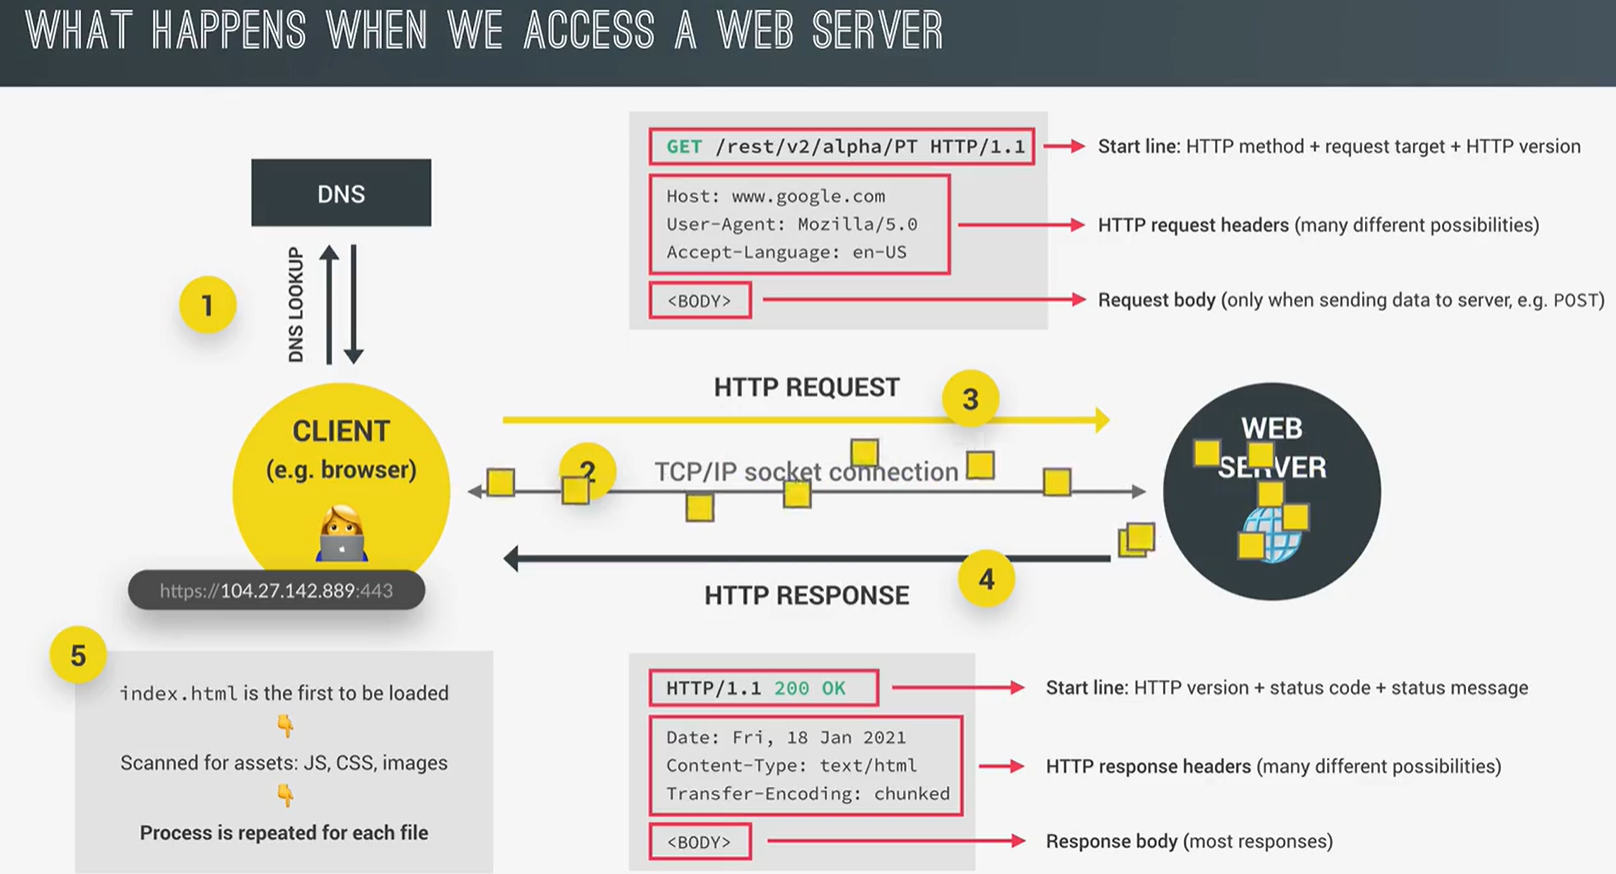 WHAT HAPPENS WHEN WE ACCESS A WEB SERVER
DNS
DNS LOOKUP
1
CLIENT
(e.g. browser)
https://104.27.142.889:443
GET /rest/v2/alpha/PT HTTP/1.1
Start line: HTTP method + request target + HTTP version
Host: www.google.com
User-Agent: Mozilla/5.0
Accept-Language: en-US
HTTP request headers (many different possibilities)
<BODY>
Request body (only when sending data to server, e.g. POST)
HTTP REQUEST
3
2
TCP/IP socket connection
WEB
SERVER
4
HTTP RESPONSE
5
index.html is the first to be loaded
Scanned for assets: JS, CSS, images
Process is repeated for each file
HTTP/1.1 200 OK
Start line: HTTP version + status code + status message
Date: Fri, 18 Jan 2021
Content-Type: text/html
Transfer-Encoding: chunked
HTTP response headers (many different possibilities)
<BODY>
Response body (most responses)